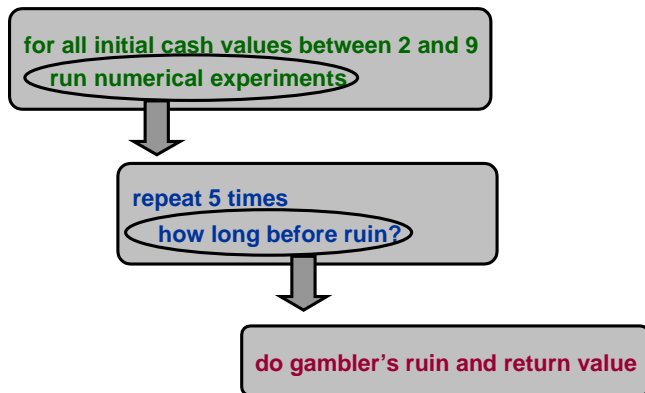 for all initial cash values between 2 and 9
run numerical experiments
repeat 5 times
how long before ruin?
do gambler’s ruin and return value